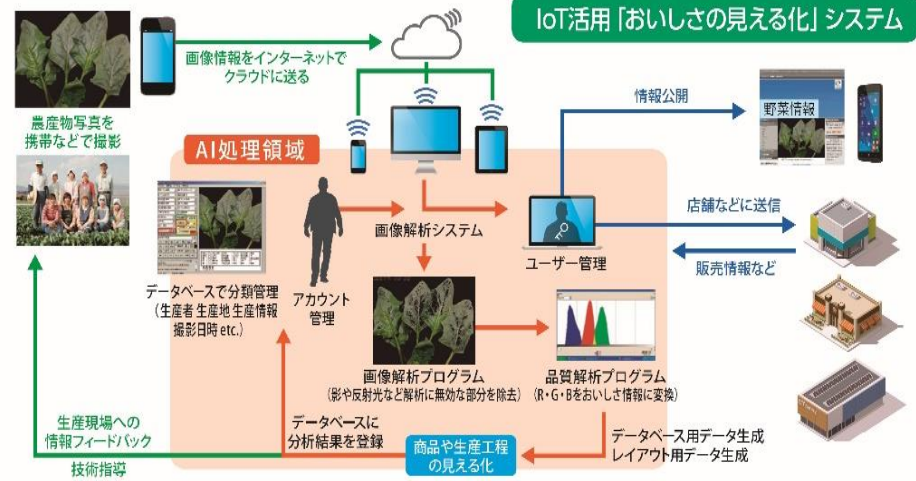 IoT活用「おいしさの見える化」システム
画像情報をインターネットで
クラウドに送る
農産物写真を
携帯などで撮影
情報公開
野菜情報
AI処理領域
店舗などに送信
画像解析システム
ユーザー管理
販売情報など
データベースで分類管理
(生産者 生産地 生産情報
撮影日時 etc.)
アカウント
管理
画像解析プログラム
(影や反射光など解析に無効な部分を除去)
品質解析プログラム
(R・G・Bをおいしさ情報に変換)
生産現場への
情報フィードバック
技術指導
データベースに
分析結果を登録
商品や生産工程
の見える化
データベース用データ生成
レイアウト用データ生成